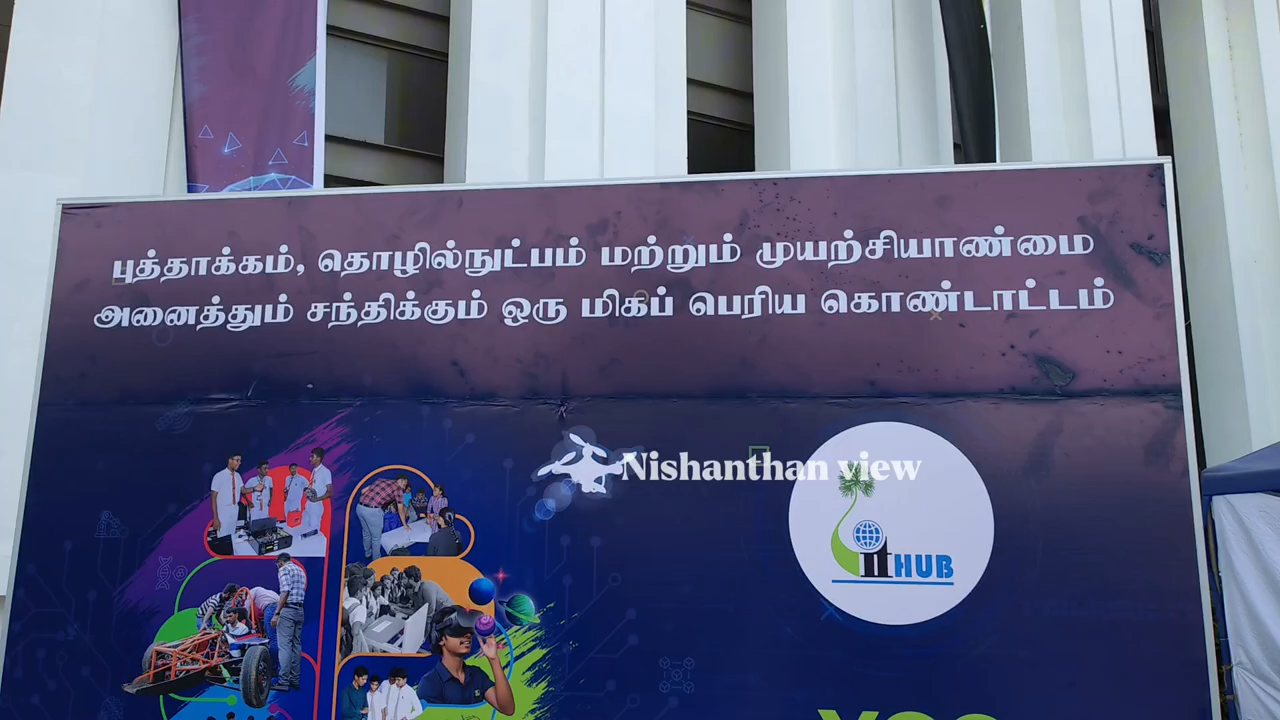 புத்தாக்கம், தொழில்நுட்பம் மற்றும் முயற்சியாண்மை
அனைத்தும் சந்திக்கும் ஒரு மிகப் பெரிய கொண்டாட்டம்
Nishanthan view
HUB